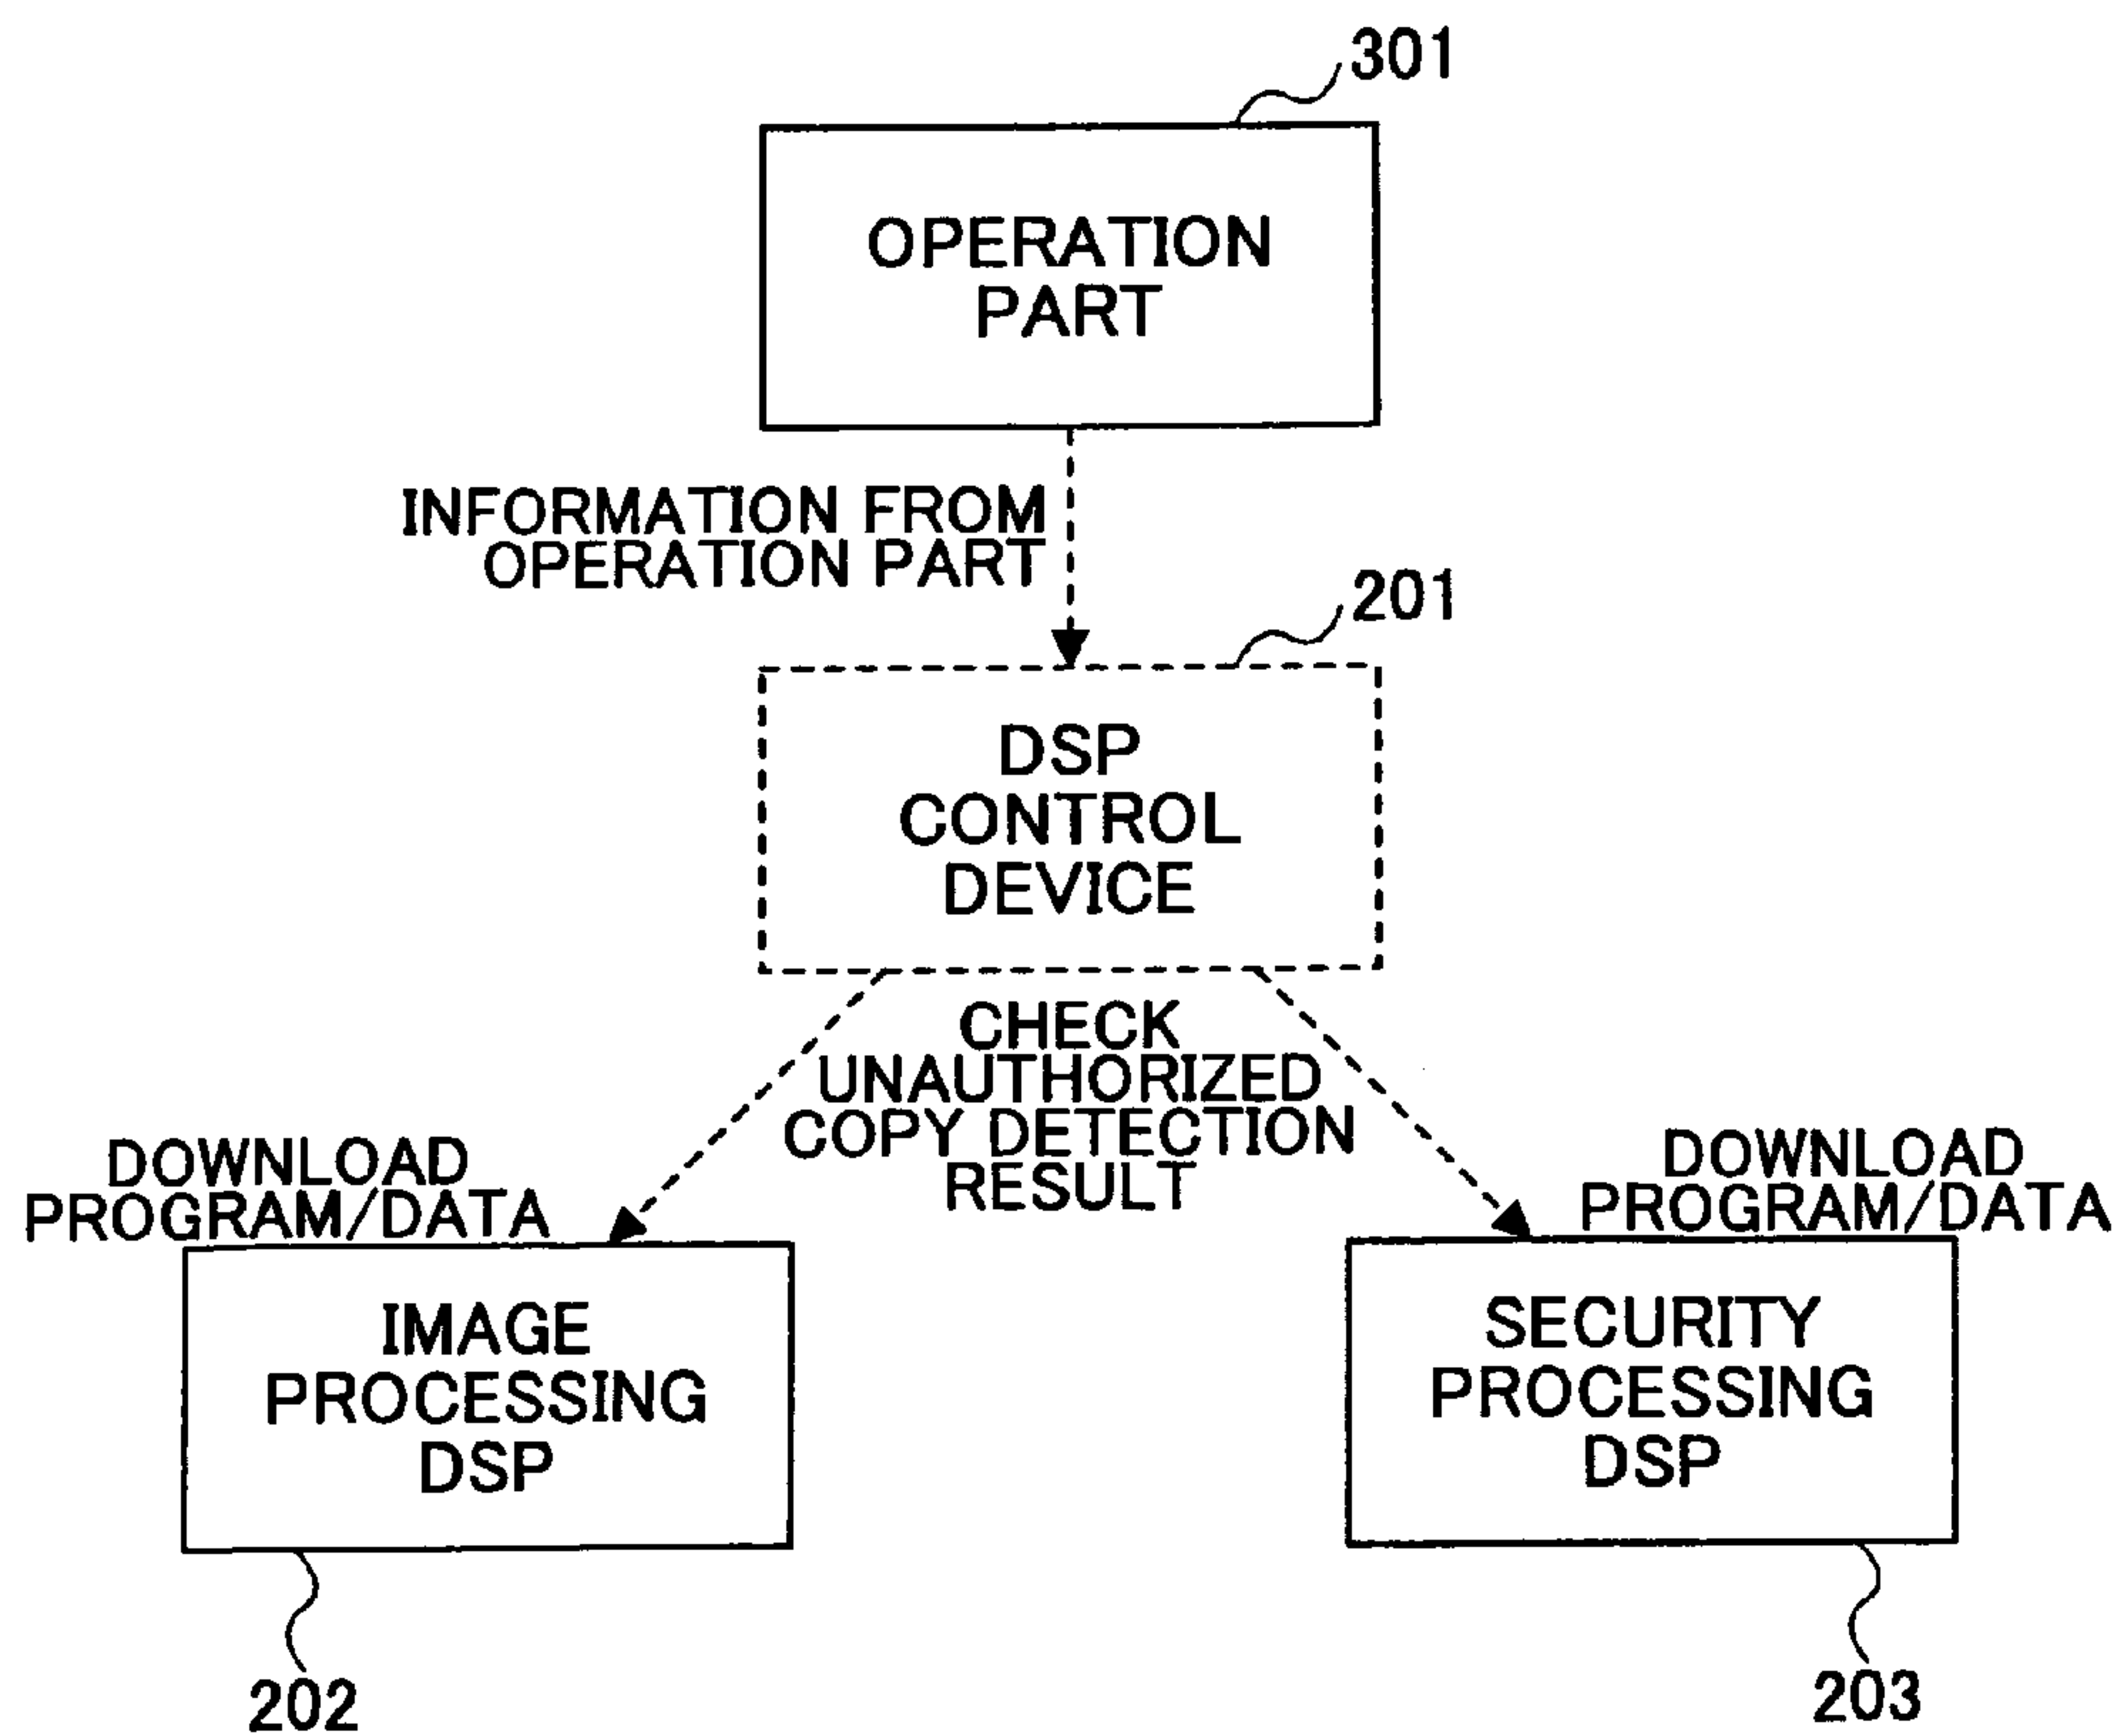 301
OPERATION
PART
INFORMATION FROM
OPERATION PART
201
DSP
CONTROL
DEVICE
CHECK
UNAUTHORIZED
COPY DETECTION
RESULT
DOWNLOAD
PROGRAM/DATA
DOWNLOAD
PROGRAM/DATA
IMAGE
PROCESSING
DSP
SECURITY
PROCESSING
DSP
202
203